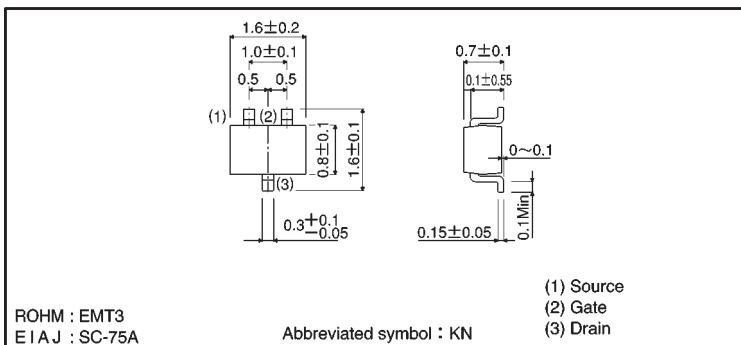 1.6±0.2
1.0±0.1
0.5 0.5
(1) (2)
(3)
0.8±0.1
1.6±0.1
0.3+0.1
−0.05
0.7±0.1
0.1±0.55
0～0.1
0.15±0.05
0.1Min
(1) Source
(2) Gate
(3) Drain
ROHM : EMT3
EIAJ : SC-75A
Abbreviated symbol : KN